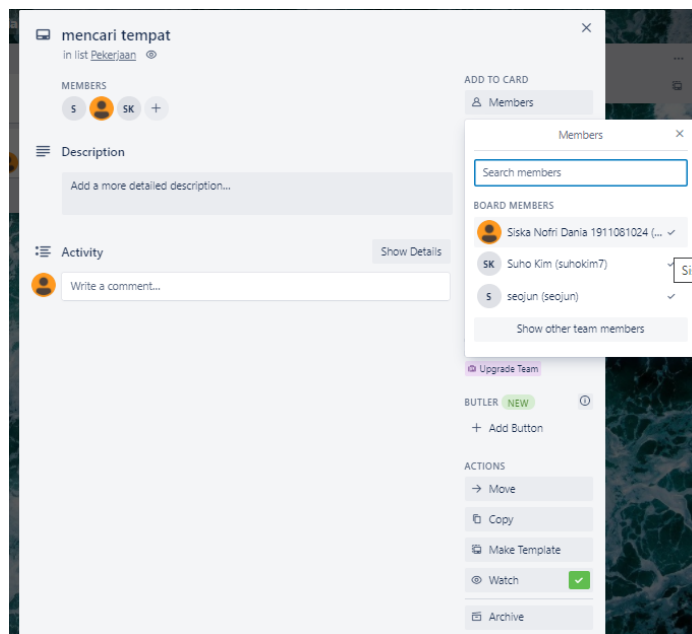 mencari tempat
in list Pekerjaan
MEMBERS
S SK +
Description
Add a more detailed description...
Activity
Show Details
Write a comment...
ADD TO CARD
Members
Members
Search members
BOARD MEMBERS
Siska Nofri Dania 1911081024 (...
SK Suho Kim (suhokim7)
S seojun (seojun)
Show other team members
Upgrade Team
BUTLER NEW
+ Add Button
ACTIONS
Move
Copy
Make Template
Watch
Archive